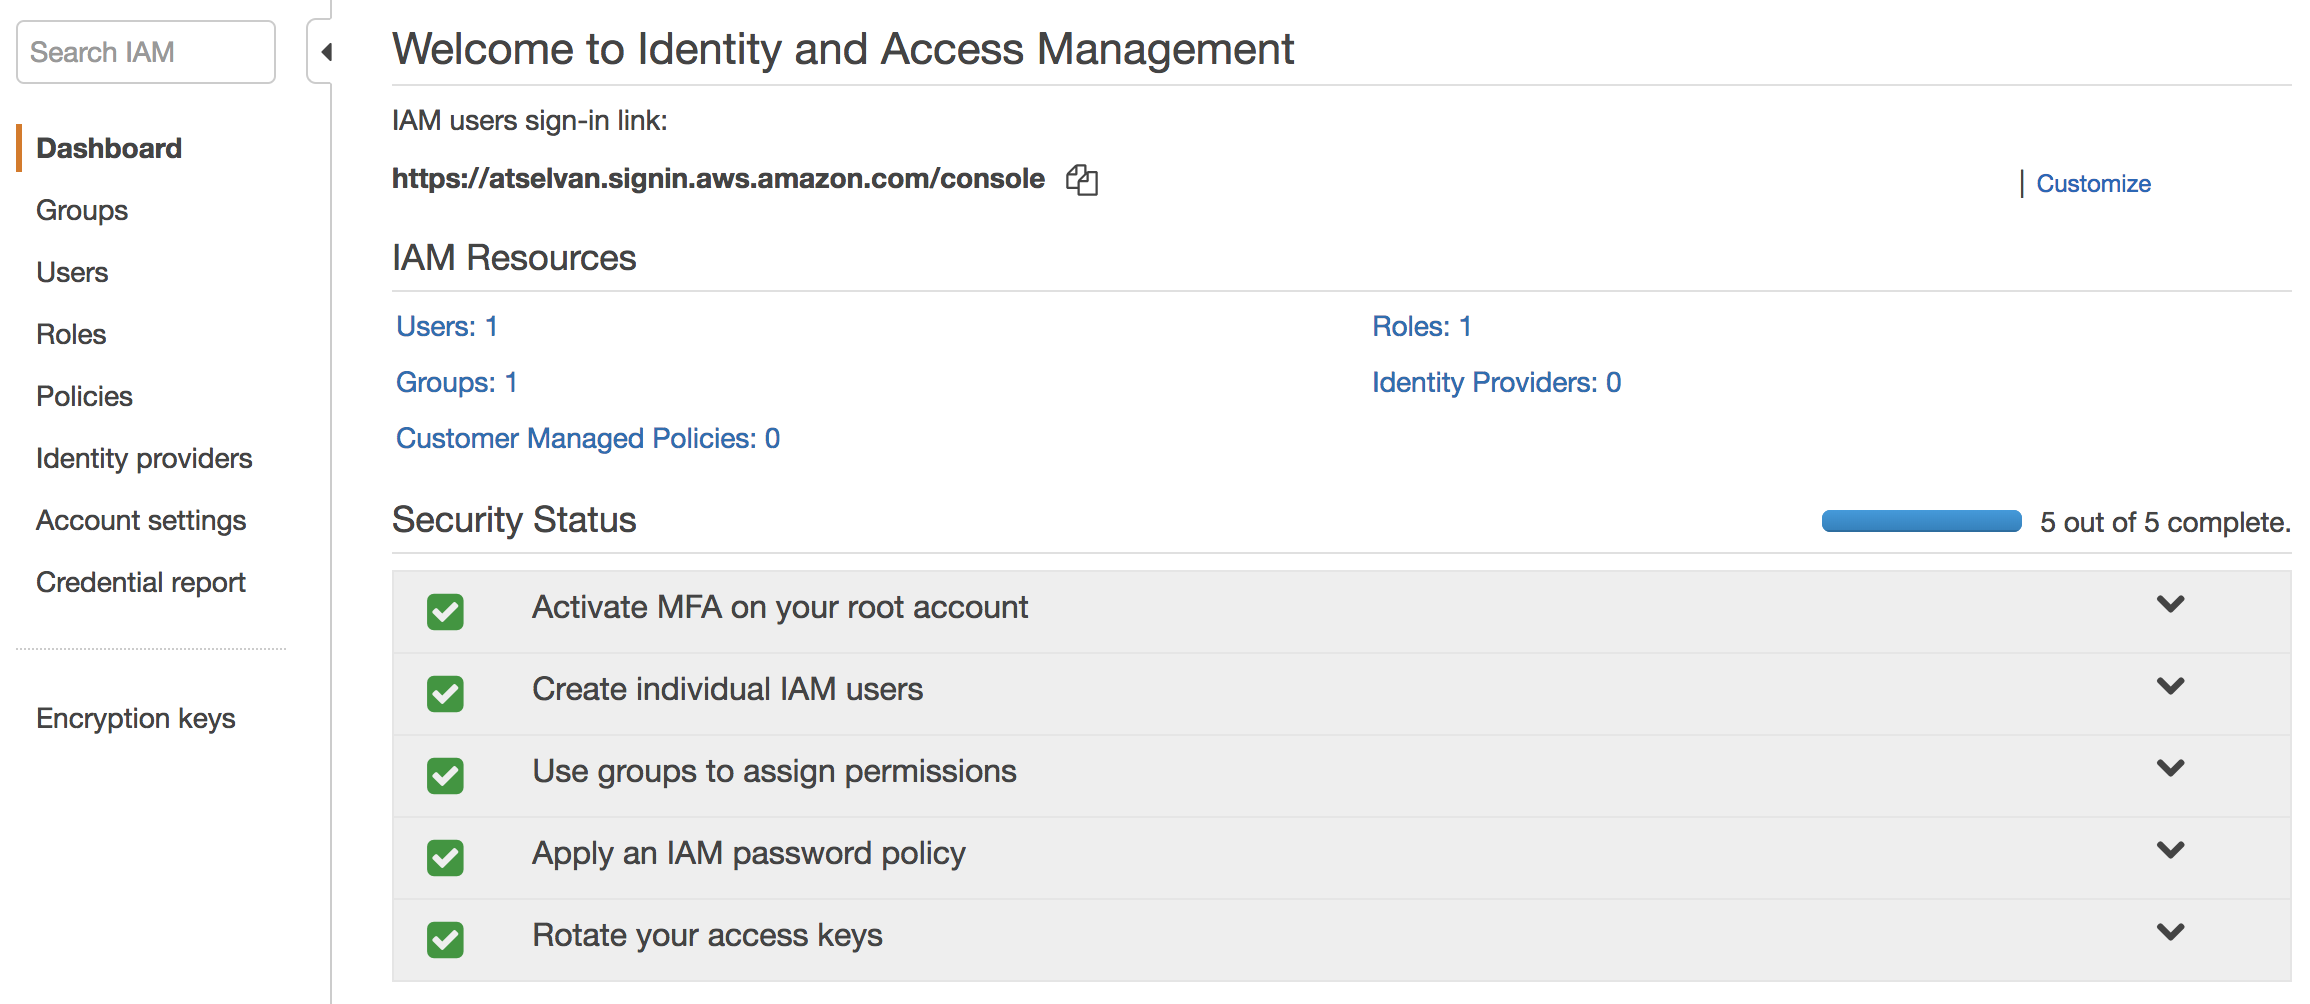 Search IAM
Dashboard
Groups
Users
Roles
Policies
Identity providers
Account settings
Credential report
Encryption keys
Welcome to Identity and Access Management
IAM users sign-in link:
https://atselvan.signin.aws.amazon.com/console
| Customize
IAM Resources
Users: 1
Roles: 1
Groups: 1
Identity Providers: 0
Customer Managed Policies: 0
Security Status
5 out of 5 complete.
Activate MFA on your root account
Create individual IAM users
Use groups to assign permissions
Apply an IAM password policy
Rotate your access keys